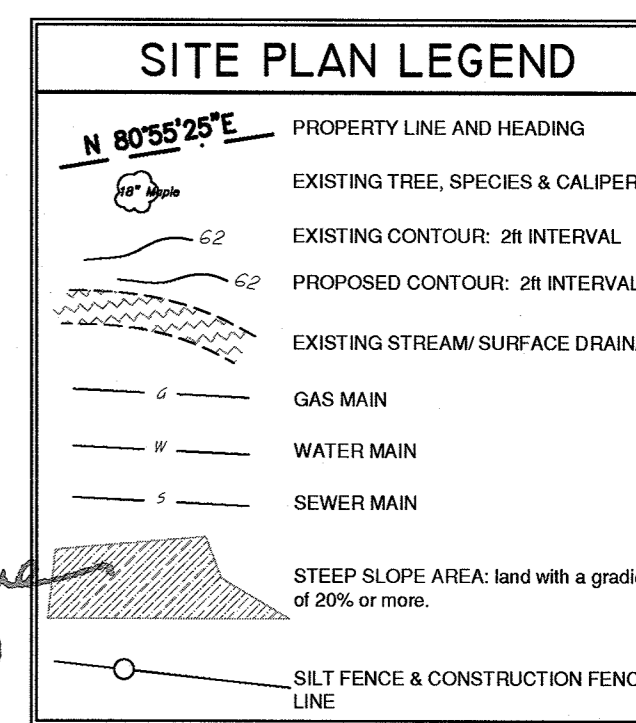 SITE PLAN LEGEND
N 80°55'25"E PROPERTY LINE AND HEADING
18" Maple EXISTING TREE, SPECIES & CALIPER
62 EXISTING CONTOUR: 2ft INTERVAL
62 PROPOSED CONTOUR: 2ft INTERVAL
EXISTING STREAM/ SURFACE DRAINA
G GAS MAIN
W WATER MAIN
S SEWER MAIN
STEEP SLOPE AREA: land with a gradie
of 20% or more.
SILT FENCE & CONSTRUCTION FENC
LINE